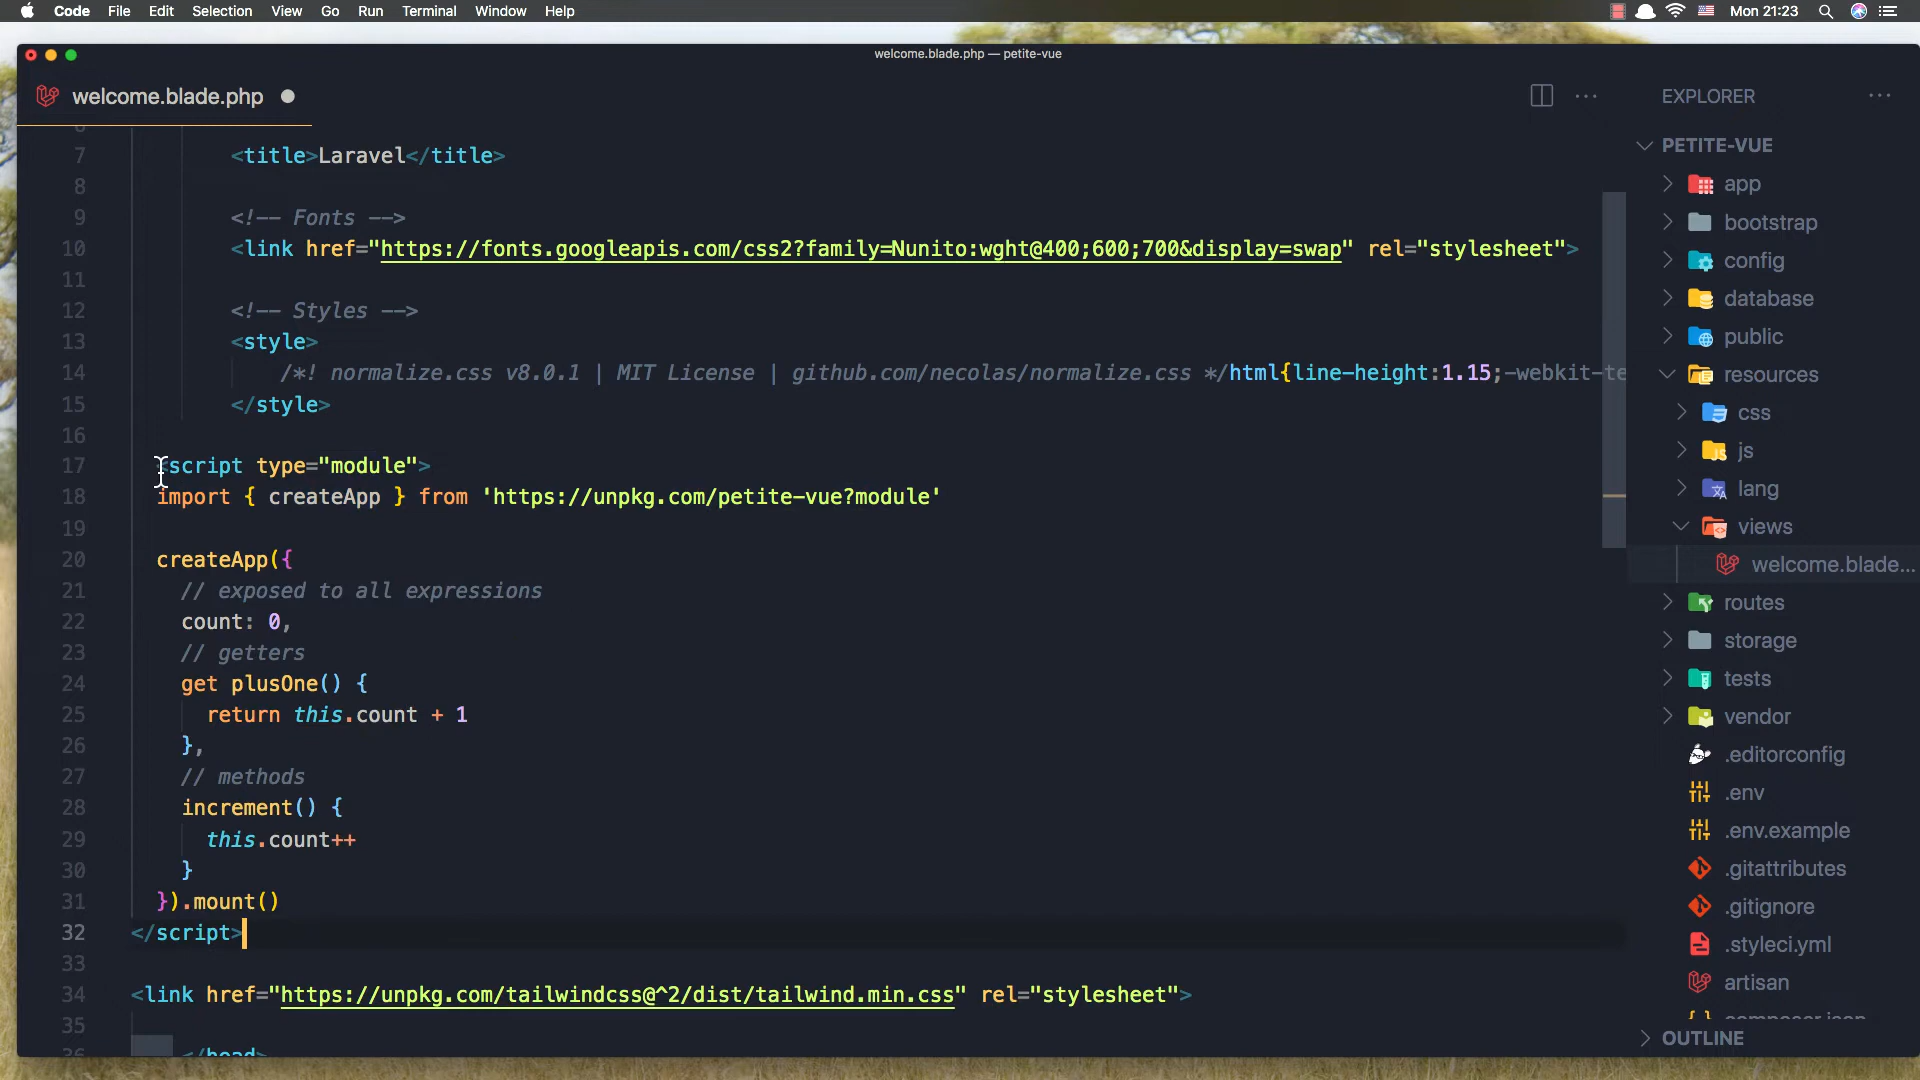 Code File Edit Selection View Go Run Terminal Window Help Mon 21:23
welcome.blade.php — petite-vue
welcome.blade.php
6
7 <title>Laravel</title>
8
9 <!-- Fonts -->
10 <link href="https://fonts.googleapis.com/css2?family=Nunito:wght@400;600;700&display=swap" rel="stylesheet">
11
12 <!-- Styles -->
13 <style>
14 /*! normalize.css v8.0.1 | MIT License | github.com/necolas/normalize.css */html{line-height:1.15;-webkit-te
15 </style>
16
17 <script type="module">
18 import { createApp } from 'https://unpkg.com/petite-vue?module'
19
20 createApp({
21 // exposed to all expressions
22 count: 0,
23 // getters
24 get plusOne() {
25 return this.count + 1
26 },
27 // methods
28 increment() {
29 this.count++
30 }
31 }).mount()
32 </script>
33
34 <link href="https://unpkg.com/tailwindcss@^2/dist/tailwind.min.css" rel="stylesheet">
35
36 </head>
EXPLORER
PETITE-VUE
app
bootstrap
config
database
public
resources
css
js
lang
views
welcome.blade...
routes
storage
tests
vendor
.editorconfig
.env
.env.example
.gitattributes
.gitignore
.styleci.yml
artisan
composer.json
OUTLINE